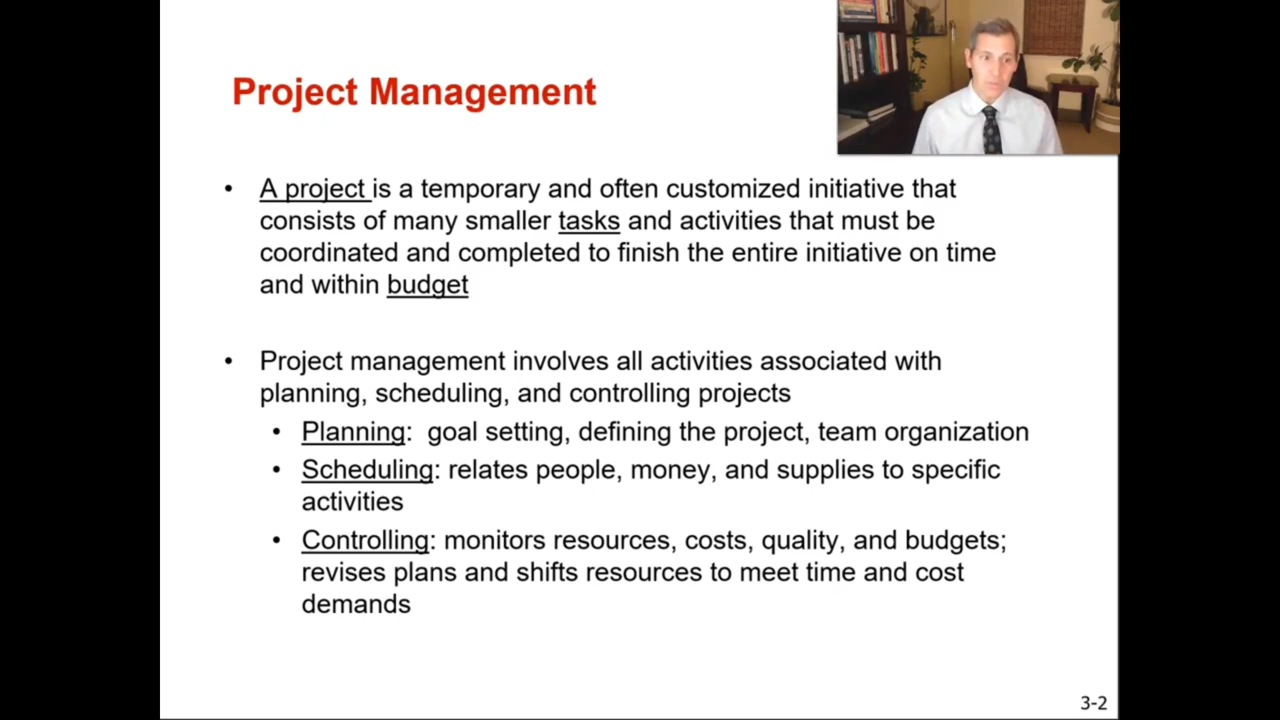 Project Management
• A project is a temporary and often customized initiative that
consists of many smaller tasks and activities that must be
coordinated and completed to finish the entire initiative on time
and within budget
• Project management involves all activities associated with
planning, scheduling, and controlling projects
• Planning: goal setting, defining the project, team organization
• Scheduling: relates people, money, and supplies to specific
activities
• Controlling: monitors resources, costs, quality, and budgets;
revises plans and shifts resources to meet time and cost
demands
3-2